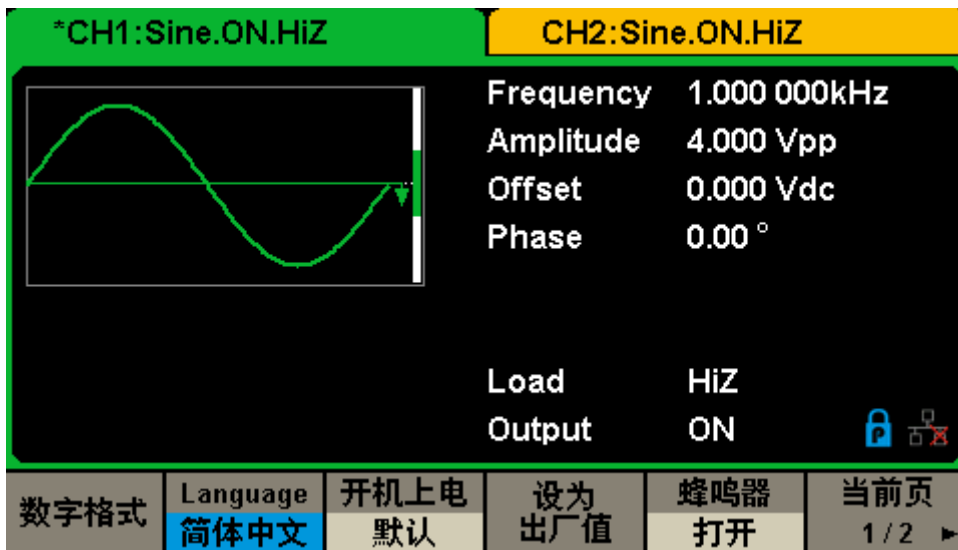 *CH1:Sine.ON.HiZ
CH2:Sine.ON.HiZ
Frequency 1.000 000kHz
Amplitude 4.000 Vpp
Offset 0.000 Vdc
Phase 0.00 °
Load HiZ
Output ON
P
数字格式
Language
简体中文
开机上电
默认
设为
出厂值
蜂鸣器
打开
当前页
1/2 ►